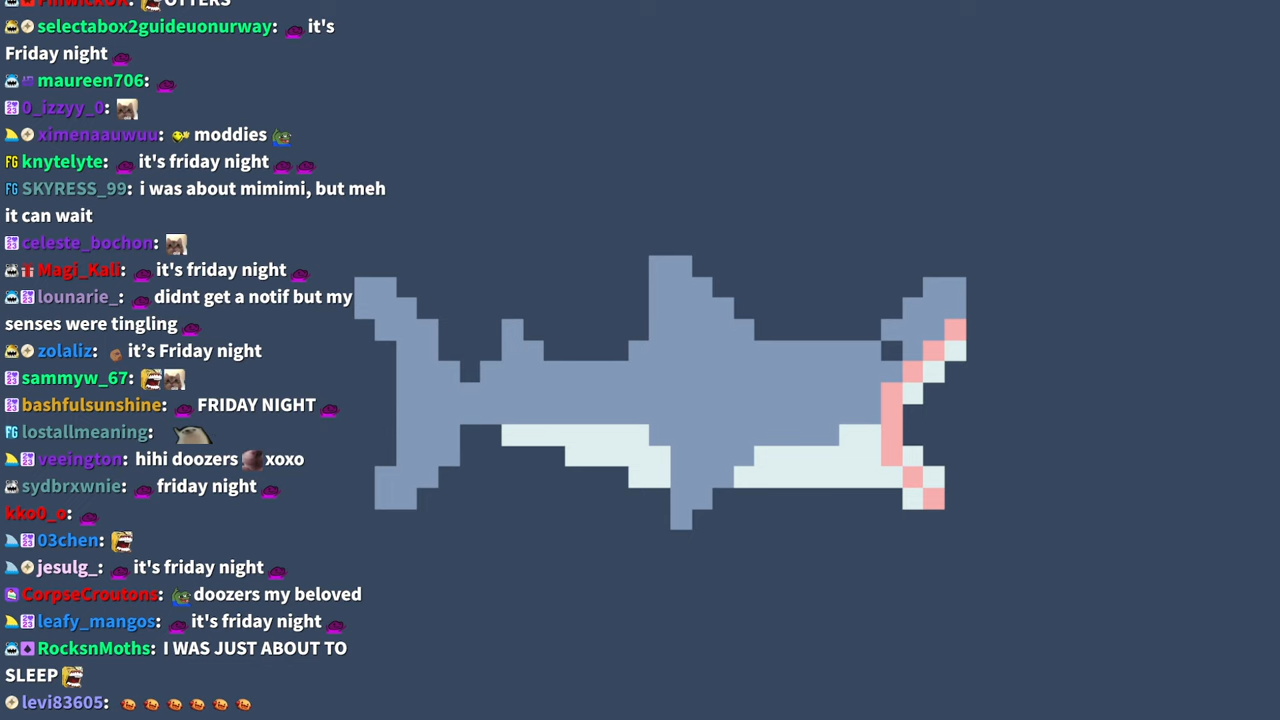 OTTERS
selectabox2guideuonurway: it's
Friday night
maureen706:
0_izzyy_0:
ximenaauwuu: moddies
knytelyte: it's friday night
SKYRESS_99: i was about mimimi, but meh
it can wait
celeste_bochon:
Magi_Kali: it's friday night
lounarie_: didnt get a notif but my
senses were tingling
zolaliz: it’s Friday night
sammyw_67:
bashfulsunshine: FRIDAY NIGHT
lostallmeaning:
veeington: hihi doozers xoxo
sydbrxwnie: friday night
kko0_o:
03chen:
jesulg_: it's friday night
CorpseCroutons: doozers my beloved
leafy_mangos: it's friday night
RocksnMoths: I WAS JUST ABOUT TO
SLEEP
levi83605: